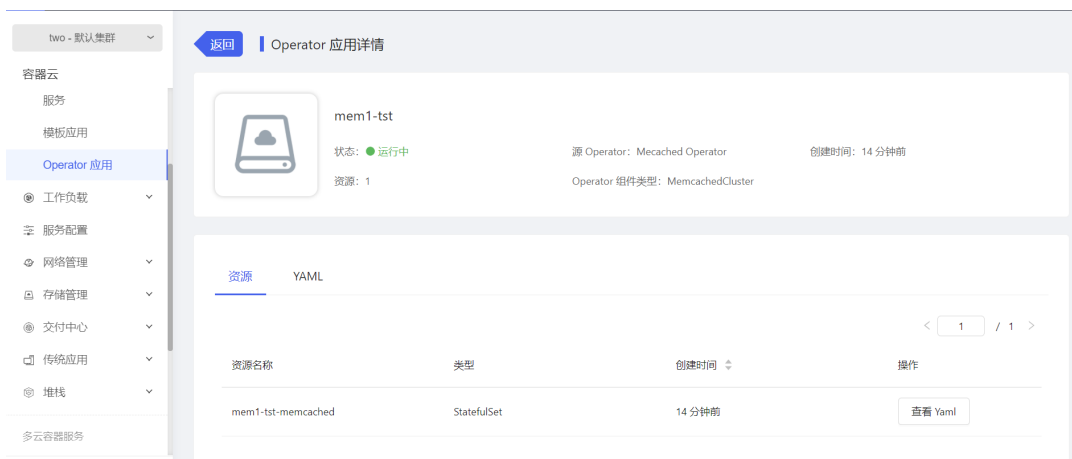 two - 默认集群
容器云
服务
模板应用
Operator 应用
工作负载
服务配置
网络管理
存储管理
交付中心
传统应用
堆栈
多云容器服务
返回
Operator 应用详情
mem1-tst
状态: 运行中 源 Operator: Mecached Operator 创建时间: 14 分钟前
资源: 1 Operator 组件类型: MemcachedCluster
资源 YAML
< 1 / 1 >
资源名称 类型 创建时间 操作
mem1-tst-memcached StatefulSet 14 分钟前 查看 Yaml